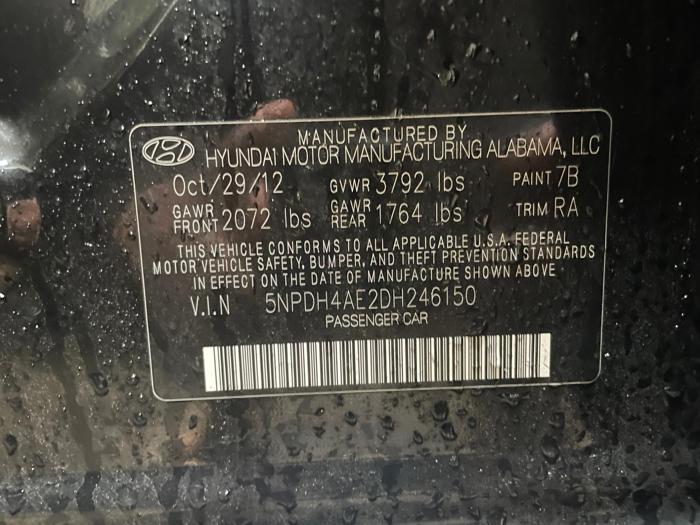 MANUFACTURED BY
HYUNDAI MOTOR MANUFACTURING ALABAMA, LLC
Oct/29/12 GVWR 3792 lbs PAINT 7B
GAWR FRONT 2072 lbs GAWR REAR 1764 lbs TRIM RA
THIS VEHICLE CONFORMS TO ALL APPLICABLE U.S.A. FEDERAL
MOTOR VEHICLE SAFETY, BUMPER, AND THEFT PREVENTION STANDARDS
IN EFFECT ON THE DATE OF MANUFACTURE SHOWN ABOVE
V.I.N 5NPDH4AE2DH246150
PASSENGER CAR